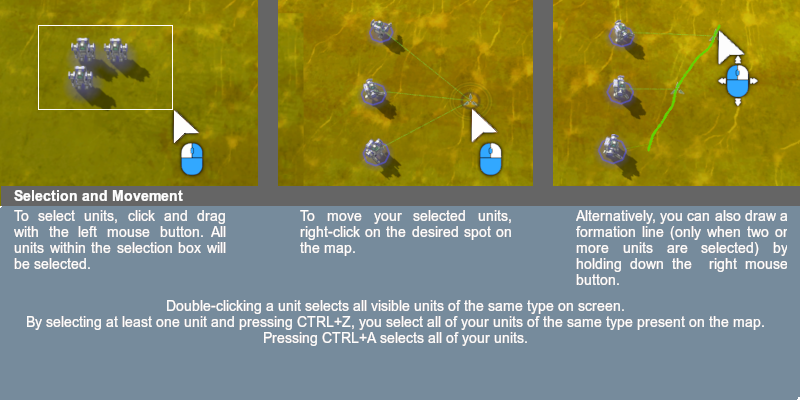 Selection and Movement
To select units, click and drag
with the left mouse button. All
units within the selection box will
be selected.
To move your selected units,
right-click on the desired spot on
the map.
Alternatively, you can also draw a
formation line (only when two or
more units are selected) by
holding down the right mouse
button.
Double-clicking a unit selects all visible units of the same type on screen.
By selecting at least one unit and pressing CTRL+Z, you select all of your units of the same type present on the map.
Pressing CTRL+A selects all of your units.